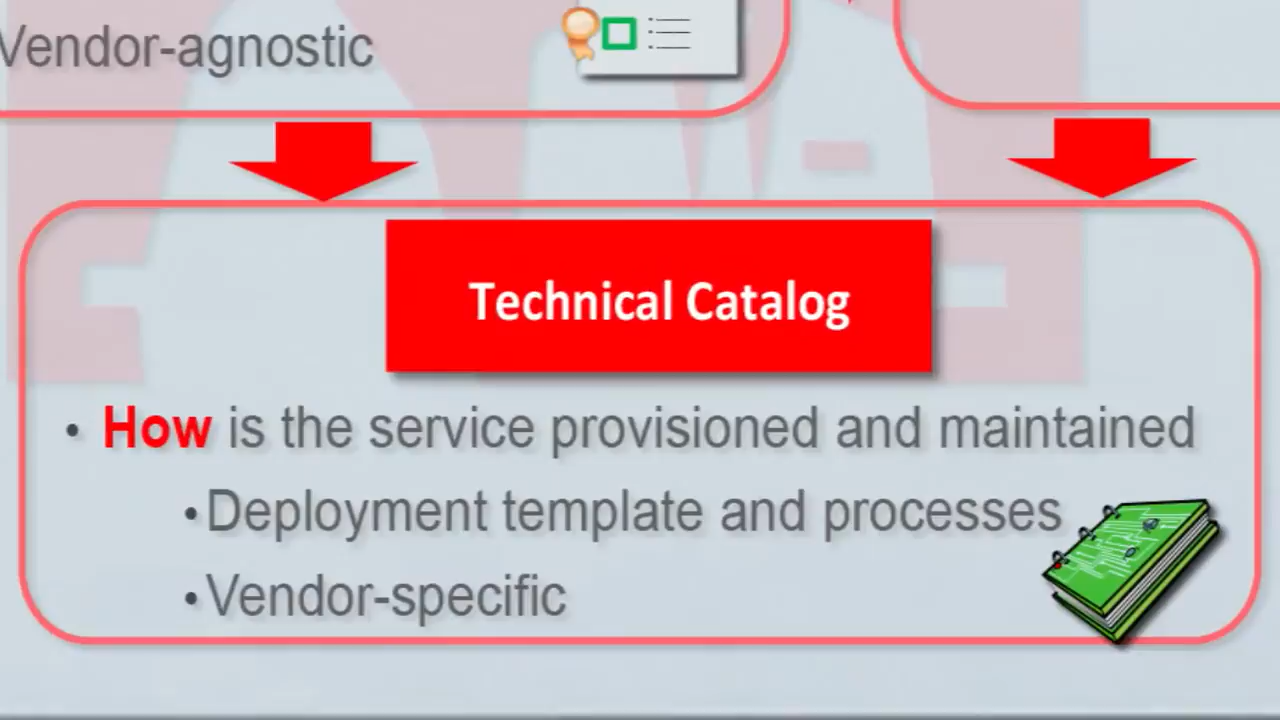 Vendor-agnostic
Technical Catalog
• How is the service provisioned and maintained
• Deployment template and processes
• Vendor-specific